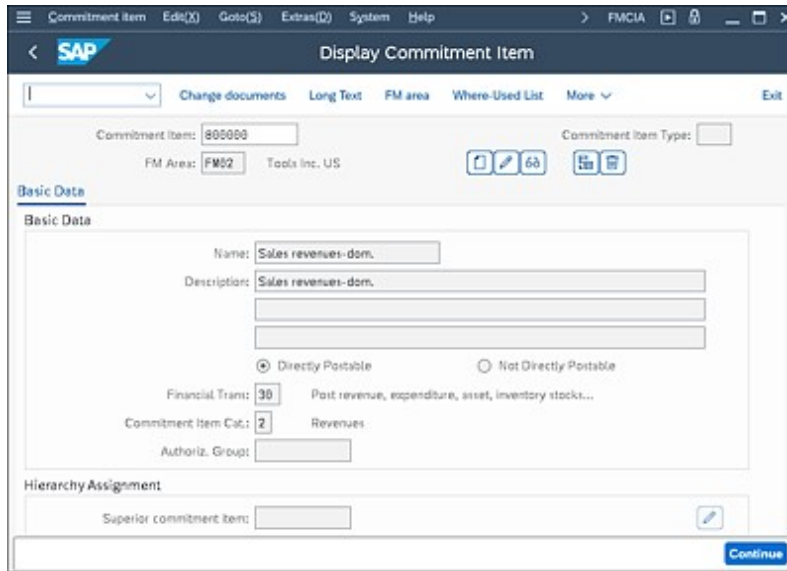 Commitment item Edit(X) Goto(S) Extras(D) System Help > FMCIA
< SAP Display Commitment Item
Change documents Long Text FM area Where-Used List More Exit
Commitment Item: 800000 Commitment Item Type:
FM Area: FM02 Tools Inc. US
Basic Data
Basic Data
Name: Sales revenues-dom.
Description: Sales revenues-dom.
Directly Postable Not Directly Postable
Financial Trans: 30 Post revenue, expenditure, asset, inventory stocks...
Commitment Item Cat.: 2 Revenues
Authoriz. Group:
Hierarchy Assignment
Superior commitment item:
Continue